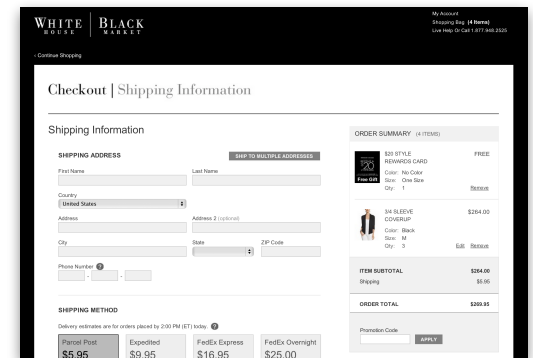 WHITE BLACK
HOUSE MARKET
My Account
Shopping Bag (4 Items)
Live Help Or Call 1.877.948.2525
‹ Continue Shopping
Checkout | Shipping Information
Shipping Information
SHIPPING ADDRESS
SHIP TO MULTIPLE ADDRESSES
First Name
Last Name
Country
United States
Address
Address 2 (optional)
City
State
ZIP Code
Phone Number ?
- -
SHIPPING METHOD
Delivery estimates are for orders placed by 2:00 PM (ET) today. ?
Parcel Post
$5.95
Expedited
$9.95
FedEx Express
$16.95
FedEx Overnight
$25.00
ORDER SUMMARY (4 ITEMS)
$20
Free Gift
$20 STYLE
REWARDS CARD
FREE
Color: No Color
Size: One Size
Qty: 1
Remove
3/4 SLEEVE
COVERUP
$264.00
Color: Black
Size: M
Qty: 3
Edit Remove
ITEM SUBTOTAL $264.00
Shipping $5.95
ORDER TOTAL $269.95
Promotion Code
APPLY